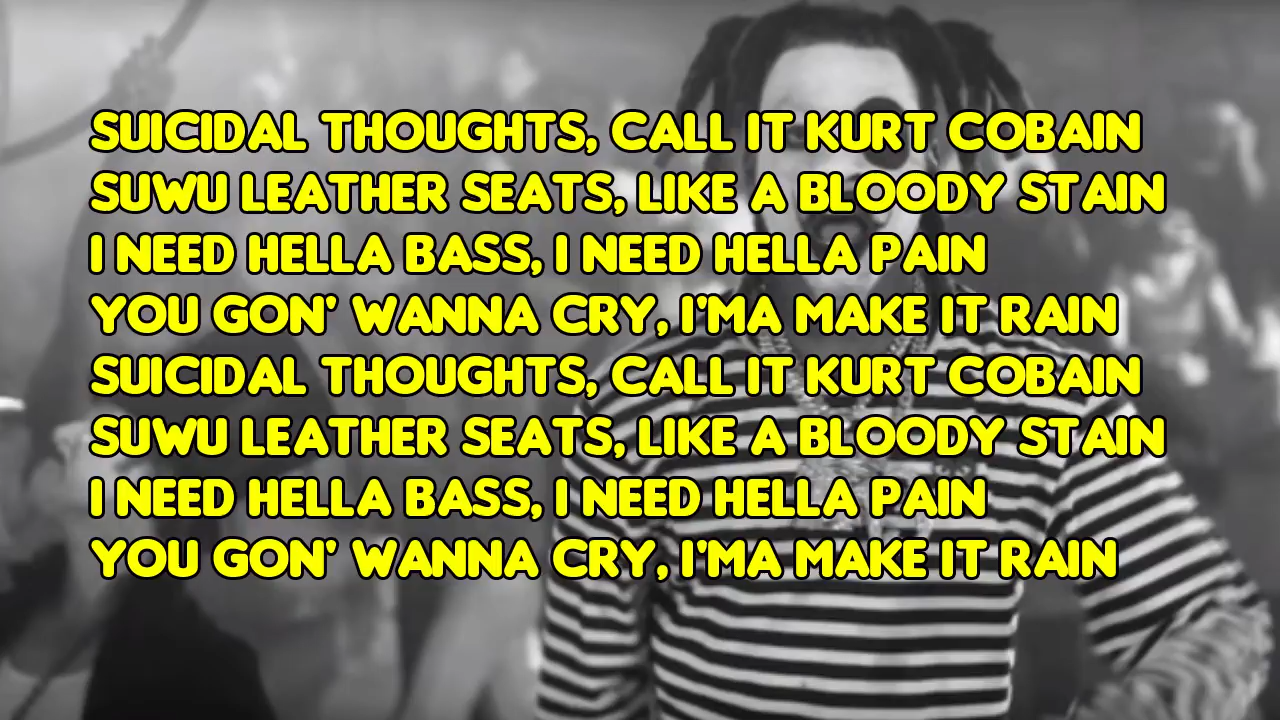 SUICIDAL THOUGHTS, CALL IT KURT COBAIN
SUWU LEATHER SEATS, LIKE A BLOODY STAIN
I NEED HELLA BASS, I NEED HELLA PAIN
YOU GON' WANNA CRY, I'MA MAKE IT RAIN
SUICIDAL THOUGHTS, CALL IT KURT COBAIN
SUWU LEATHER SEATS, LIKE A BLOODY STAIN
I NEED HELLA BASS, I NEED HELLA PAIN
YOU GON' WANNA CRY, I'MA MAKE IT RAIN